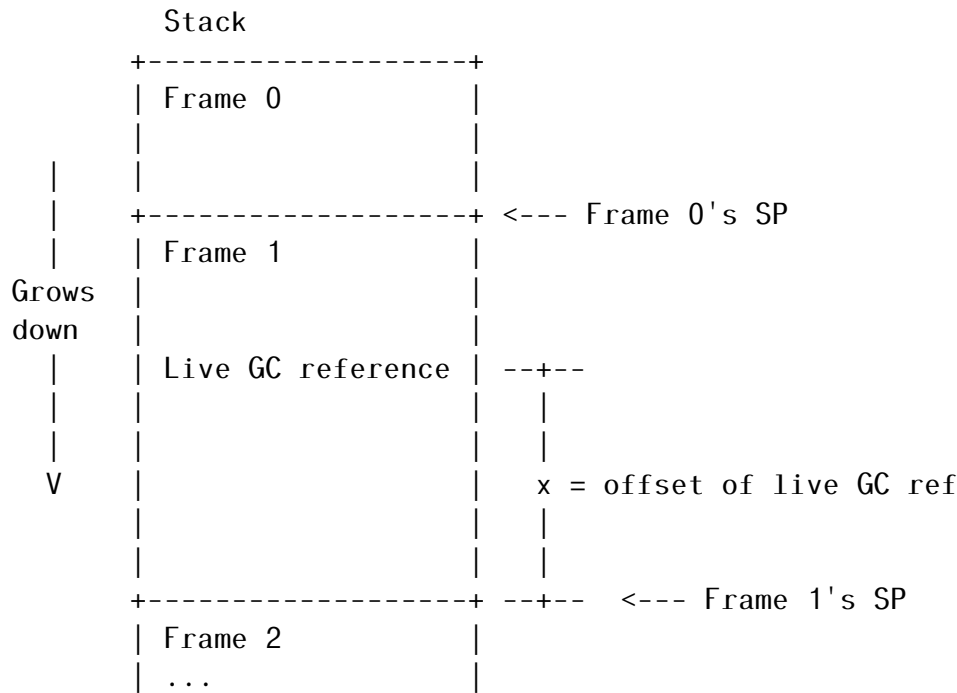 Stack
+-------------------+
| Frame 0           |
|                   |
|    |                   |
|    +-------------------+ <--- Frame 0's SP
|    | Frame 1           |
Grows  |                   |
down   |                   |
|    | Live GC reference | --+--
|    |                   |   |
|    |                   |   |
V    |                   |   x = offset of live GC ref
|                   |   |
|                   |   |
+-------------------+ --+--  <--- Frame 1's SP
| Frame 2           |
| ...               |